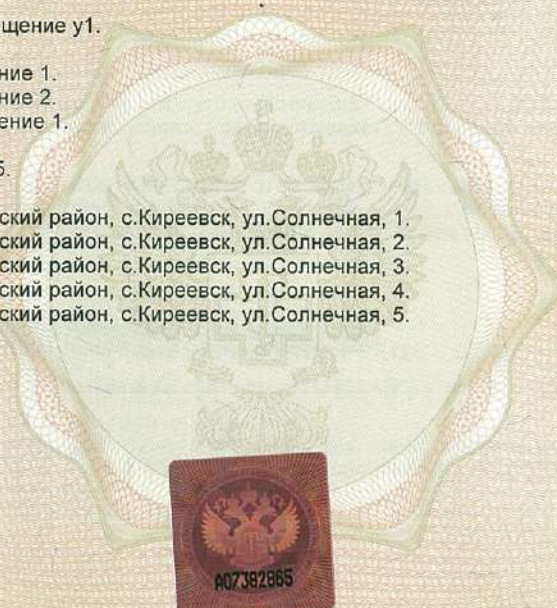 щение у1.
ние 1.
ние 2.
ение 1.
5.
ский район, с.Киреевск, ул.Солнечная, 1.
ский район, с.Киреевск, ул.Солнечная, 2.
ский район, с.Киреевск, ул.Солнечная, 3.
ский район, с.Киреевск, ул.Солнечная, 4.
ский район, с.Киреевск, ул.Солнечная, 5.
А07382865